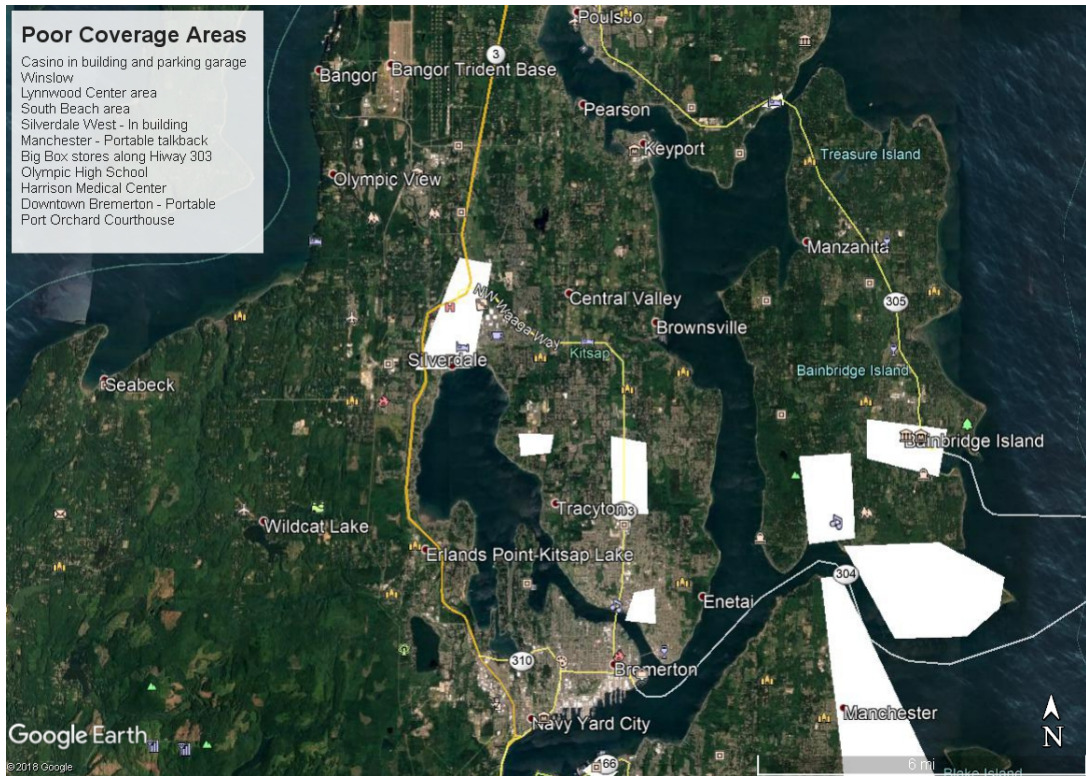 Poor Coverage Areas
Casino in building and parking garage
Winslow
Lynnwood Center area
South Beach area
Silverdale West - In building
Manchester - Portable talkback
Big Box stores along Hiway 303
Olympic High School
Harrison Medical Center
Downtown Bremerton - Portable
Port Orchard Courthouse
Poulsbo
3
Bangor
Bangor Trident Base
Pearson
Keyport
Treasure Island
Olympic View
Manzanita
NW Waaga Way
Central Valley
305
Brownsville
Kitsap
Silverdale
Bainbridge Island
Seabeck
Bainbridge Island
Tracyton
Wildcat Lake
Erlands Point-Kitsap Lake
304
Enetai
310
Bremerton
Manchester
Navy Yard City
N
Google Earth
166
6 mi
©2018 Google
Blake Island